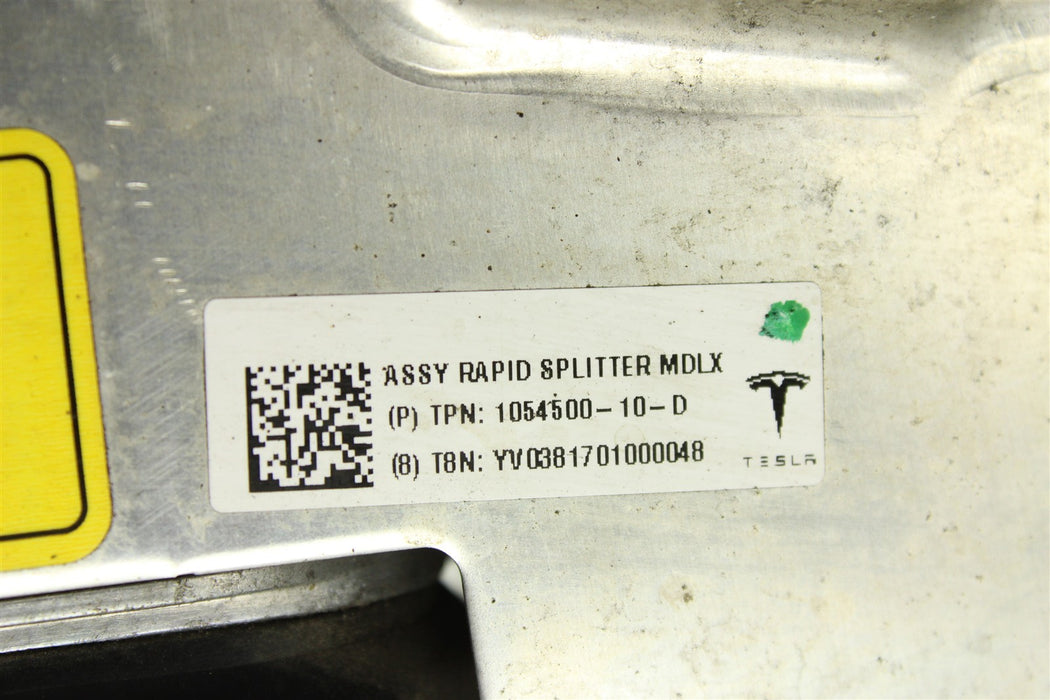 ASSY RAPID SPLITTER MDLX
(P) TPN: 1054500-10-D
(8) T8N: YV0381701000048
TESLA